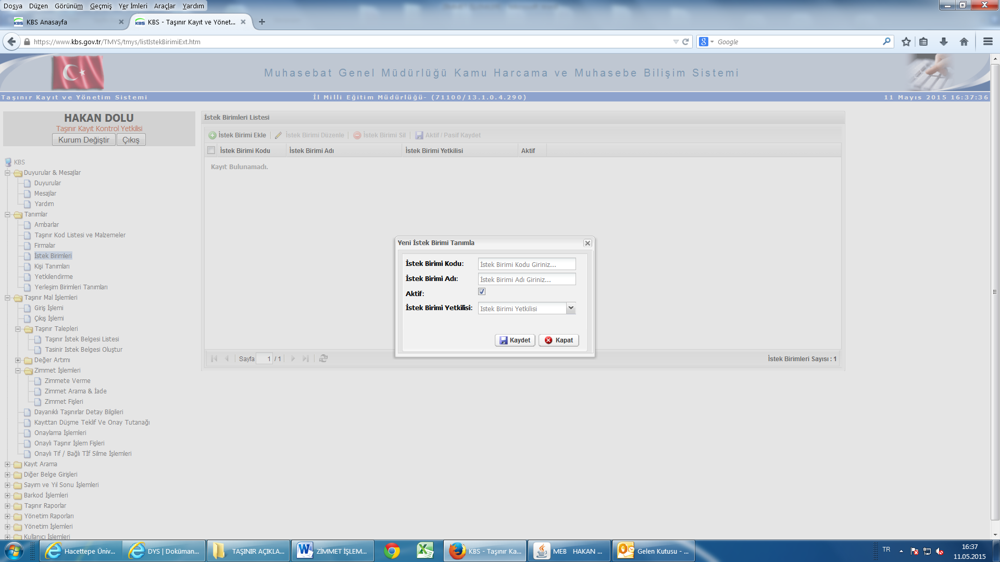 Dosya Düzen Görünüm Geçmiş Yer İmleri Araçlar Yardım
KBS Anasayfa
KBS - Taşınır Kayıt ve Yönet...
https://www.kbs.gov.tr/TMYS/tmys/listIstekBirimiExt.htm
Google
Muhasebat Genel Müdürlüğü Kamu Harcama ve Muhasebe Bilişim Sistemi
Taşınır Kayıt ve Yönetim Sistemi
İl Milli Eğitim Müdürlüğü- (71100/13.1.0.4.290)
11 Mayıs 2015 16:37:36
HAKAN DOLU
Taşınır Kayıt Kontrol Yetkilisi
Kurum Değiştir
Çıkış
KBS
Duyurular & Mesajlar
Duyurular
Mesajlar
Yardım
Tanımlar
Ambarlar
Taşınır Kod Listesi ve Malzemeler
Firmalar
İstek Birimleri
Kişi Tanımları
Yetkilendirme
Yerleşim Birimleri Tanımları
Taşınır Mal İşlemleri
Giriş İşlemi
Çıkış İşlemi
Taşınır Talepleri
Taşınır İstek Belgesi Listesi
Tasinir Istek Belgesi Oluştur
Değer Artımı
Zimmet İşlemleri
Zimmete Verme
Zimmet Arama & İade
Zimmet Fişleri
Dayanıklı Taşınırlar Detay Bilgileri
Kayıttan Düşme Teklif Ve Onay Tutanağı
Onaylama İşlemleri
Onaylı Taşınır İşlem Fişleri
Onaylı Tif / Bağlı TİF Silme İşlemleri
Kayıt Arama
Diğer Belge Girişleri
Sayım ve Yıl Sonu İşlemleri
Barkod İşlemleri
Taşınır Raporlar
Yönetim Raporları
Yönetim İşlemleri
Kullanıcı İşlemleri
İstek Birimleri Listesi
İstek Birimi Ekle
İstek Birimi Düzenle
İstek Birimi Sil
Aktif / Pasif Kaydet
İstek Birimi Kodu
İstek Birimi Adı
İstek Birimi Yetkilisi
Aktif
Kayıt Bulunamadı.
Yeni İstek Birimi Tanımla
İstek Birimi Kodu: İstek Birimi Kodu Giriniz...
İstek Birimi Adı: İstek Birimi Adı Giriniz...
Aktif:
İstek Birimi Yetkilisi: Istek Birimi Yetkilisi
Kaydet
Kapat
Sayfa 1 / 1
İstek Birimleri Sayısı : 1
Hacettepe Üniv...
DYS | Doküman...
TAŞINIR AÇIKLA...
ZİMMET İŞLEM...
KBS - Taşınır Ka...
MEB HAKAN ...
Gelen Kutusu - ...
TR
16:37
11.05.2015